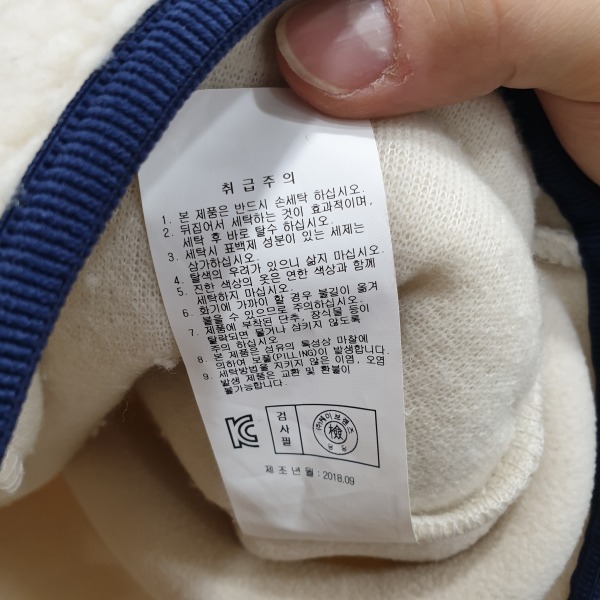 취급주의
1. 본 제품은 반드시 손세탁 하십시오.
2. 뒤집어서 세탁하는 것이 효과적이며,
세탁 후 바로 탈수 하십시오.
3. 세탁시 표백제 성분이 있는 세제는
삼가하십시오.
4. 탈색의 우려가 있으니 삶지 마십시오.
5. 진한 색상의 옷은 연한 색상과 함께
세탁하지 마십시오.
6. 화기에 가까이 할 경우 불길이 옮겨
붙을 수 있으므로 주의하십시오.
7. 제품에 부착된 단추, 장식물 등이
탈락되면 물거나 삼키지 않도록
주의 하십시오.
8. 본 제품은 섬유의 특성상 마찰에
의하여 보풀(PILLING)이 발생합니다.
9. 세탁방법을 지키지 않은 이염, 오염
발생 제품은 교환 및 환불이
불가능합니다.
검사필
檢
제조년월: 2018.09